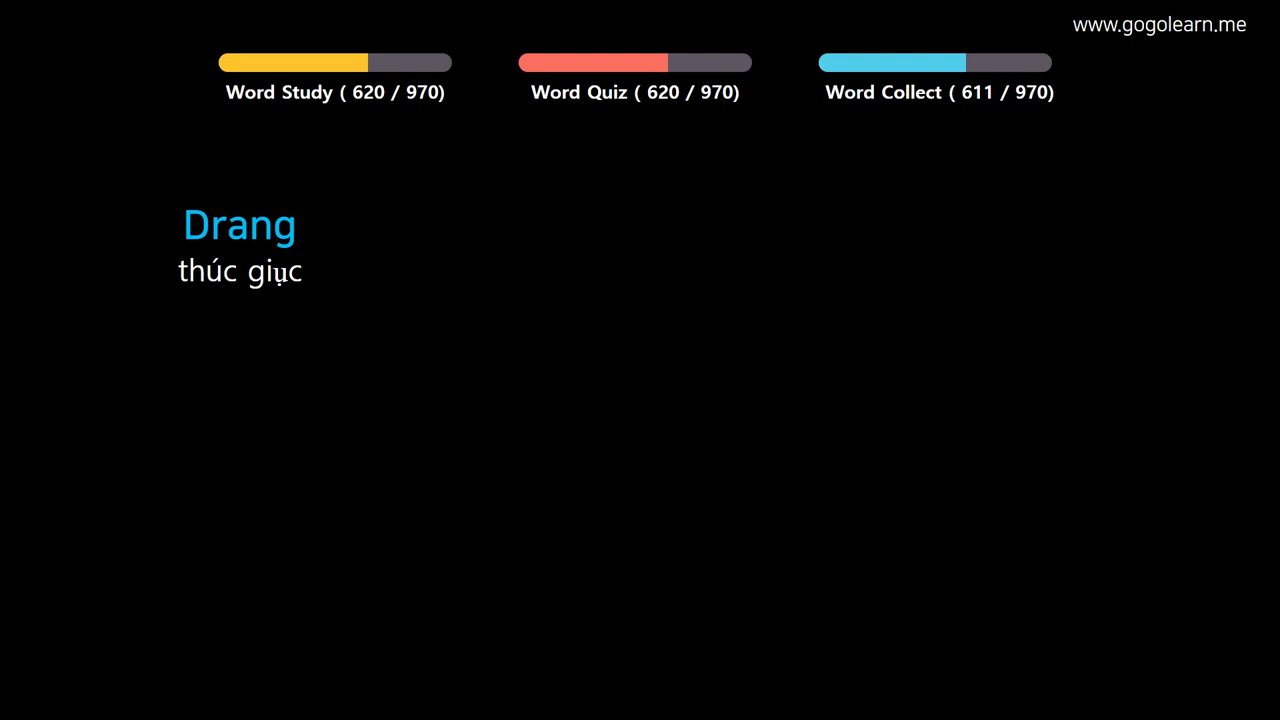 www.gogolearn.me
Word Study ( 620 / 970)
Word Quiz ( 620 / 970)
Word Collect ( 611 / 970)
Drang
thúc giục